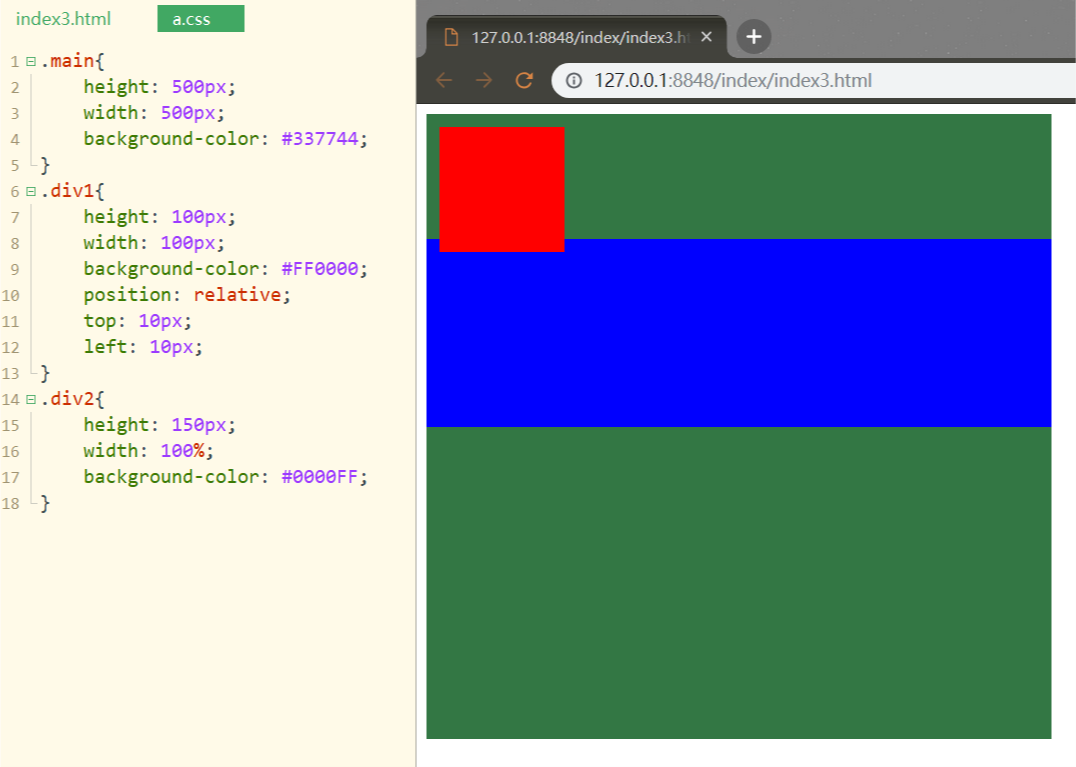 index3.html a.css
1 .main{
2 height: 500px;
3 width: 500px;
4 background-color: #337744;
5 }
6 .div1{
7 height: 100px;
8 width: 100px;
9 background-color: #FF0000;
10 position: relative;
11 top: 10px;
12 left: 10px;
13 }
14 .div2{
15 height: 150px;
16 width: 100%;
17 background-color: #0000FF;
18 }
127.0.0.1:8848/index/index3.ht
127.0.0.1:8848/index/index3.html